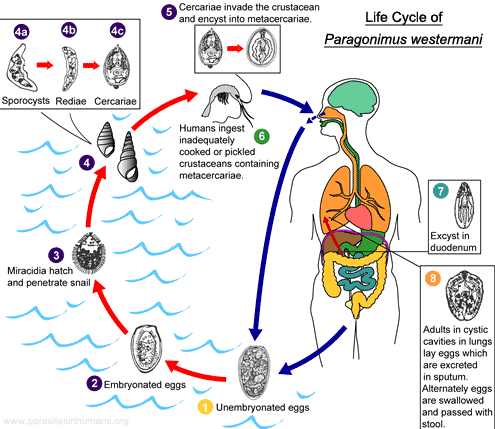 Life Cycle of
Paragonimus westermani
5 Cercariae invade the crustacean
and encyst into metacercariae.
4a 4b 4c
Sporocysts Rediae Cercariae
4
Humans ingest 6
inadequately
cooked or pickled
crustaceans containing
metacercariae.
7
Excyst in
duodenum
8
Adults in cystic
cavities in lungs
lay eggs which
are excreted
in sputum.
Alternately eggs
are swallowed
and passed with
stool.
3
Miracidia hatch
and penetrate snail
2 Embryonated eggs
1 Unembryonated eggs
www.parasitesinhumans.org